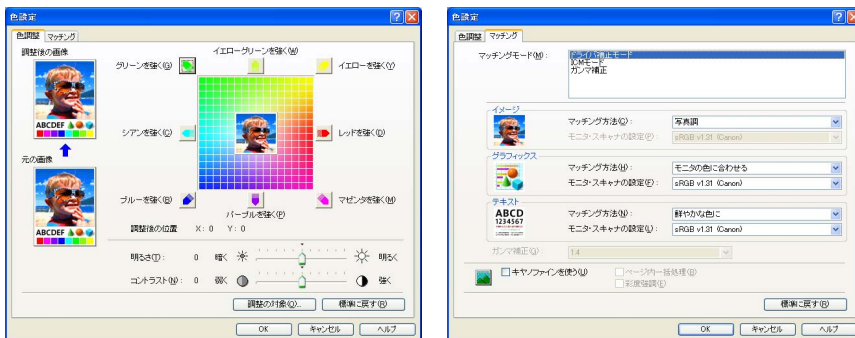 色設定
色調整 マッチング
調整後の画像
ABCDEF
元の画像
ABCDEF
イエローグリーンを強く(W)
グリーンを強く(G)
イエローを強く(Y)
シアンを強く(C)
レッドを強く(D)
ブルーを強く(B)
マゼンタを強く(M)
パープルを強く(P)
調整後の位置 X: 0 Y: 0
明るさ(T): 0 暗く 明るく
コントラスト(N): 0 弱く 強く
調整の対象(O)... 標準に戻す(R)
OK キャンセル ヘルプ
色設定
色調整 マッチング
マッチングモード(M):
ドライバ補正モード
ICMモード
ガンマ補正
イメージ
マッチング方法(C): 写真調
モニタ・スキャナの設定(P): sRGB v1.31 (Canon)
グラフィックス
マッチング方法(H): モニタの色に合わせる
モニタ・スキャナの設定(F): sRGB v1.31 (Canon)
テキスト
ABCD
1234567
マッチング方法(N): 鮮やかな色に
モニタ・スキャナの設定(L): sRGB v1.31 (Canon)
ガンマ補正(Q) 1.4
キヤノファインを使う(U)
ページ内一括処理(B)
彩度強調(E)
標準に戻す(R)
OK キャンセル ヘルプ